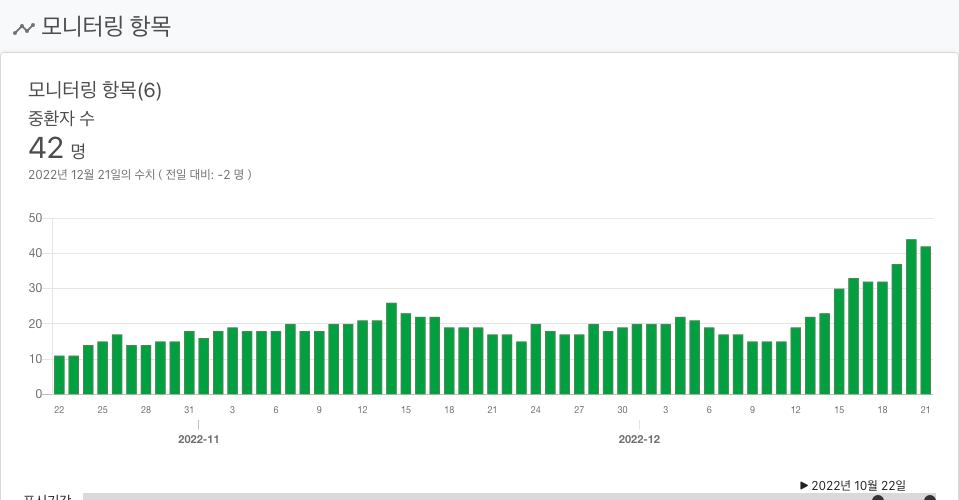 모니터링 항목
모니터링 항목(6)
중환자 수
42 명
2022년 12월 21일의 수치 ( 전일 대비: -2 명 )
50
40
30
20
10
0
22 25 28 31 3 6 9 12 15 18 21 24 27 30 3 6 9 12 15 18 21
2022-11 2022-12
▶ 2022년 10월 22일
표시기간